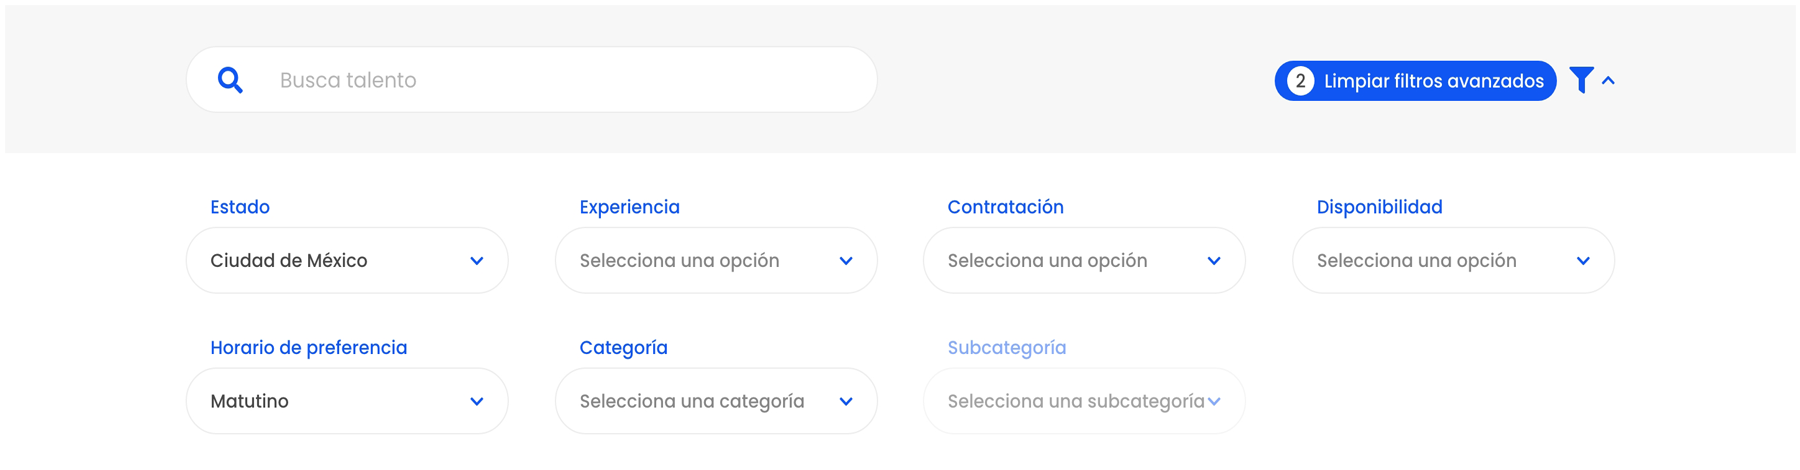 Busca talento
2 Limpiar filtros avanzados
Estado
Experiencia
Contratación
Disponibilidad
Ciudad de México
Selecciona una opción
Selecciona una opción
Selecciona una opción
Horario de preferencia
Categoría
Subcategoría
Matutino
Selecciona una categoría
Selecciona una subcategoría